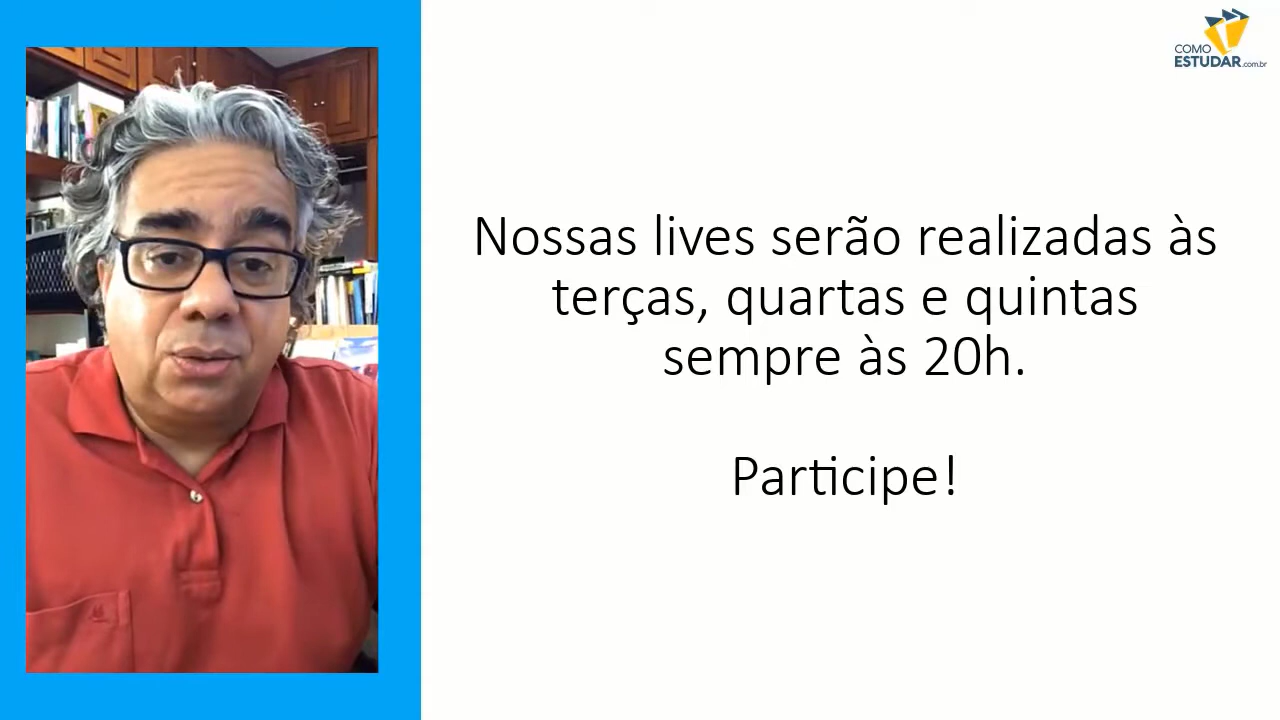 COMO
ESTUDAR.com.br
Nossas lives serão realizadas às
terças, quartas e quintas
sempre às 20h.
Participe!